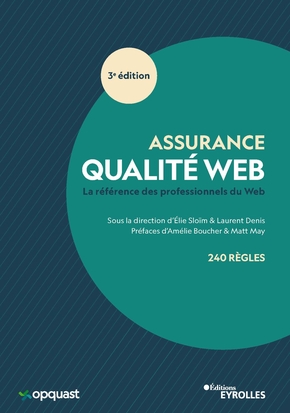 3e édition
ASSURANCE
QUALITÉ WEB
La référence des professionnels du Web
Sous la direction d'Élie Sloïm & Laurent Denis
Préfaces d'Amélie Boucher & Matt May
240 RÈGLES
opquast
Éditions
EYROLLES